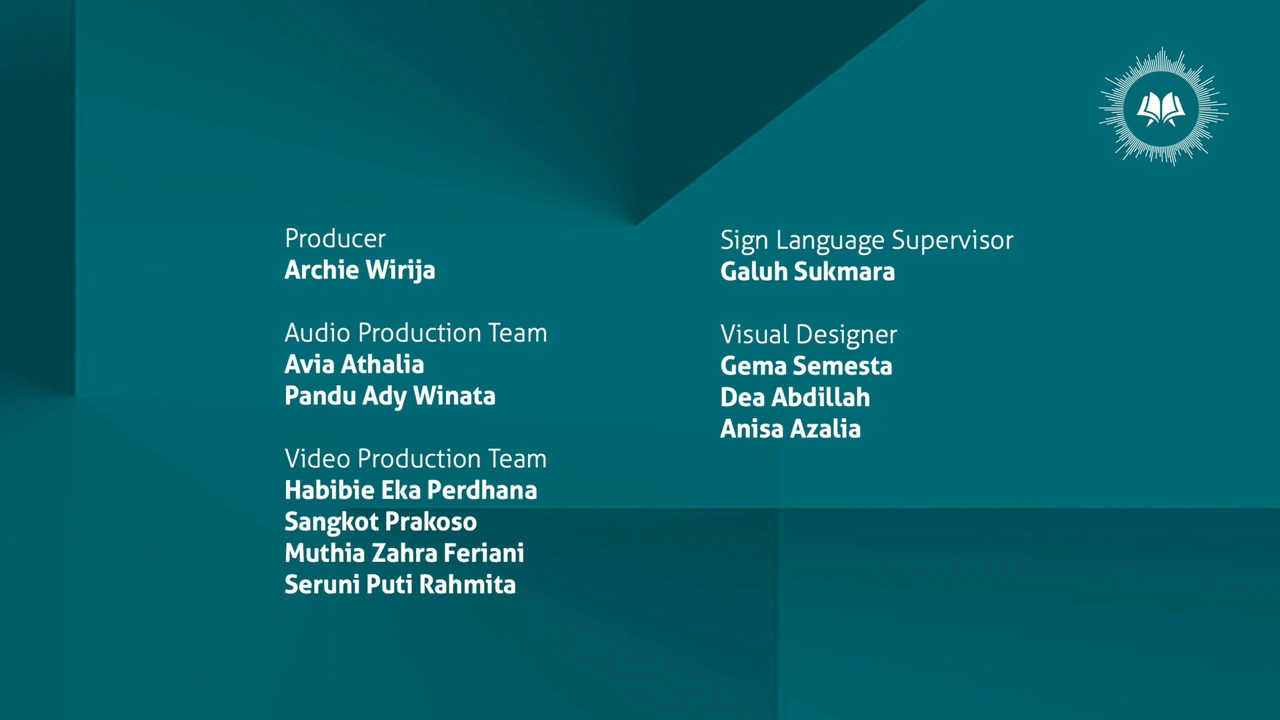 Producer
Archie Wirija
Audio Production Team
Avia Athalia
Pandu Ady Winata
Video Production Team
Habibie Eka Perdhana
Sangkot Prakoso
Muthia Zahra Feriani
Seruni Puti Rahmita
Sign Language Supervisor
Galuh Sukmara
Visual Designer
Gema Semesta
Dea Abdillah
Anisa Azalia